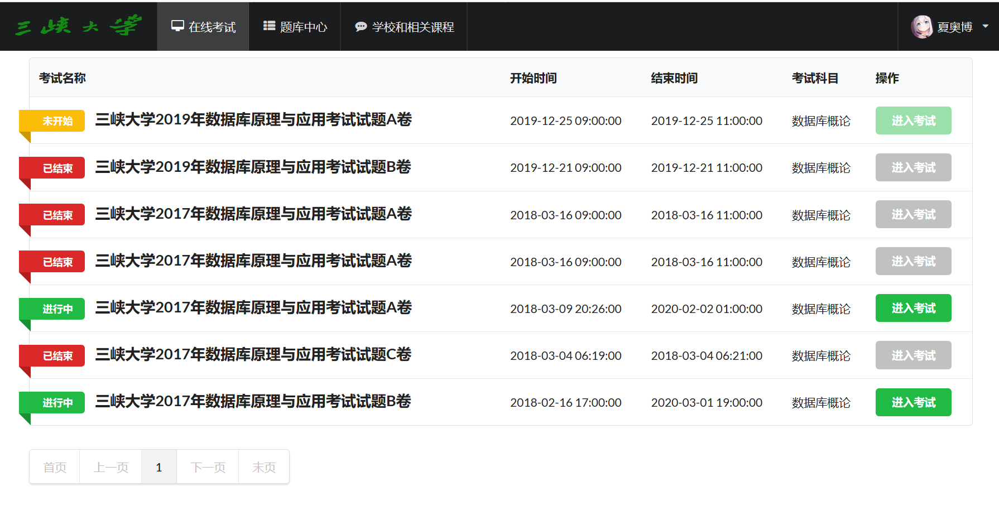 三峡大学 在线考试 题库中心 学校和相关课程 夏奥博
考试名称 开始时间 结束时间 考试科目 操作
未开始 三峡大学2019年数据库原理与应用考试试题A卷 2019-12-25 09:00:00 2019-12-25 11:00:00 数据库概论 进入考试
已结束 三峡大学2019年数据库原理与应用考试试题B卷 2019-12-21 09:00:00 2019-12-21 11:00:00 数据库概论 进入考试
已结束 三峡大学2017年数据库原理与应用考试试题A卷 2018-03-16 09:00:00 2018-03-16 11:00:00 数据库概论 进入考试
已结束 三峡大学2017年数据库原理与应用考试试题A卷 2018-03-16 09:00:00 2018-03-16 11:00:00 数据库概论 进入考试
进行中 三峡大学2017年数据库原理与应用考试试题A卷 2018-03-09 20:26:00 2020-02-02 01:00:00 数据库概论 进入考试
已结束 三峡大学2017年数据库原理与应用考试试题C卷 2018-03-04 06:19:00 2018-03-04 06:21:00 数据库概论 进入考试
进行中 三峡大学2017年数据库原理与应用考试试题B卷 2018-02-16 17:00:00 2020-03-01 19:00:00 数据库概论 进入考试
首页 上一页 1 下一页 末页